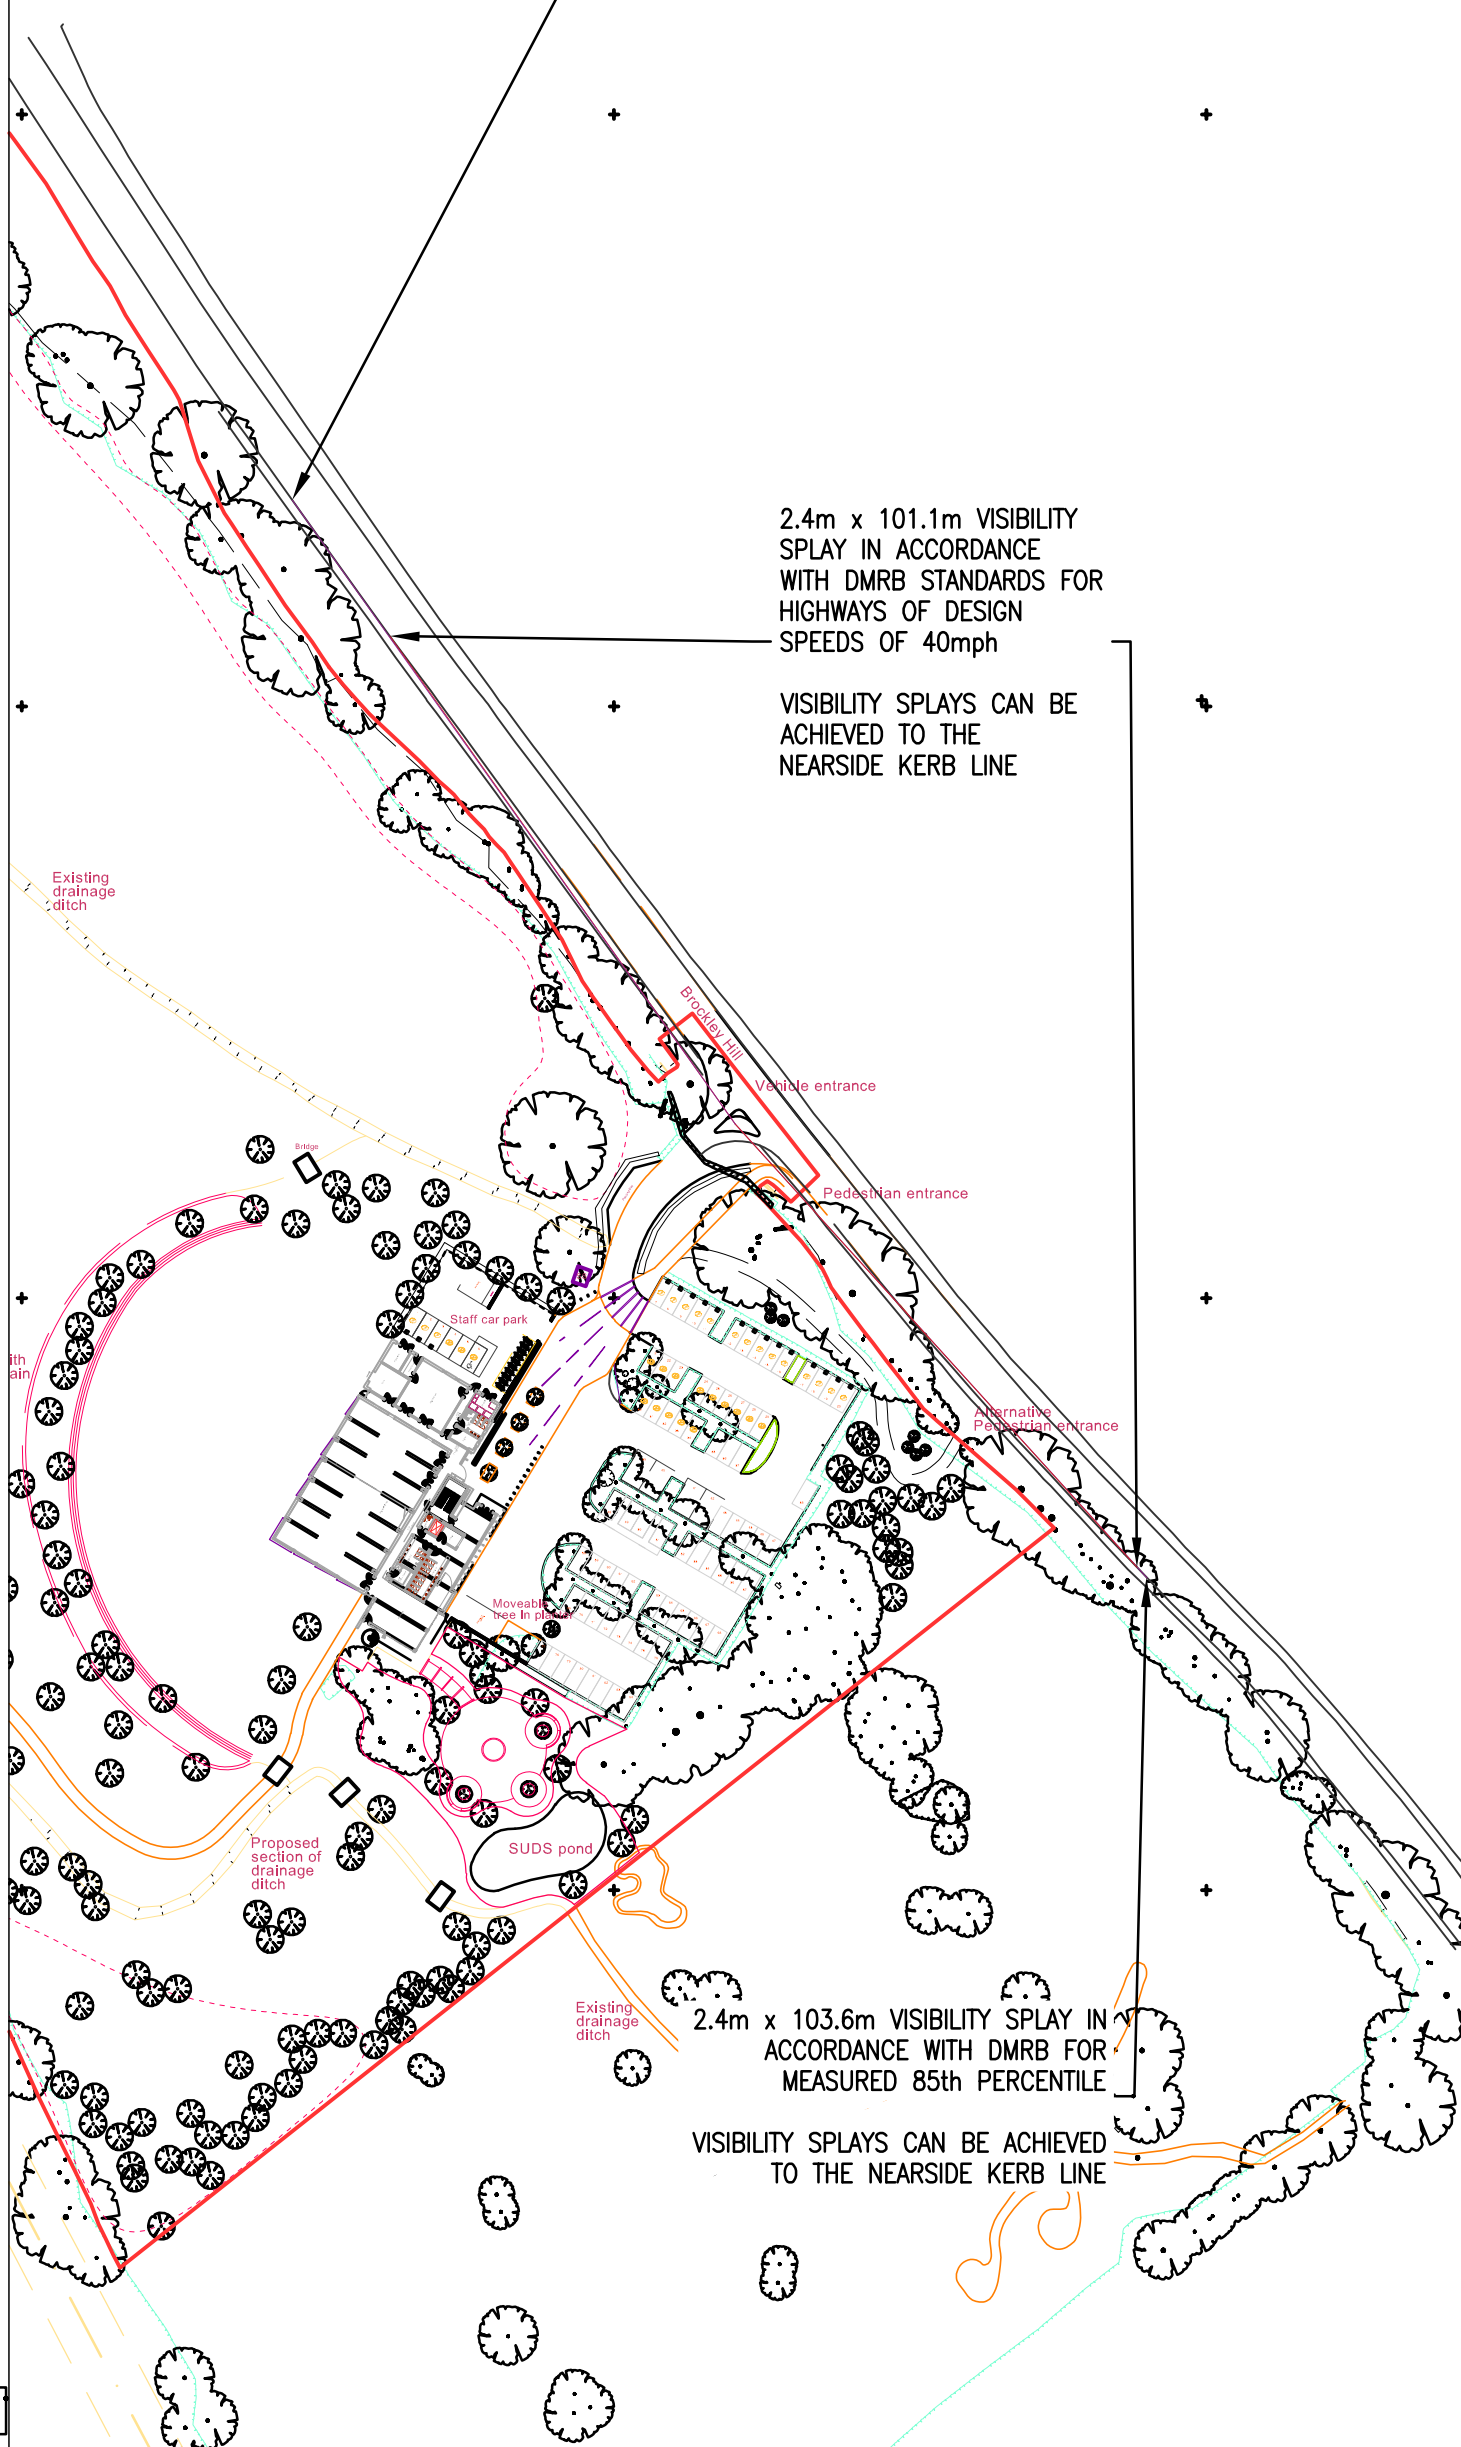 2.4m x 101.1m VISIBILITY
SPLAY IN ACCORDANCE
WITH DMRB STANDARDS FOR
HIGHWAYS OF DESIGN
SPEEDS OF 40mph
VISIBILITY SPLAYS CAN BE
ACHIEVED TO THE
NEARSIDE KERB LINE
Existing
drainage
ditch
Brockley Hill
Vehicle entrance
Bridge
Pedestrian entrance
Staff car park
ith
ain
Alternative
Pedestrian entrance
Moveable
tree in planter
Proposed
section of
drainage
ditch
SUDS pond
Existing
drainage
ditch
2.4m x 103.6m VISIBILITY SPLAY IN
ACCORDANCE WITH DMRB FOR
MEASURED 85th PERCENTILE
VISIBILITY SPLAYS CAN BE ACHIEVED
TO THE NEARSIDE KERB LINE